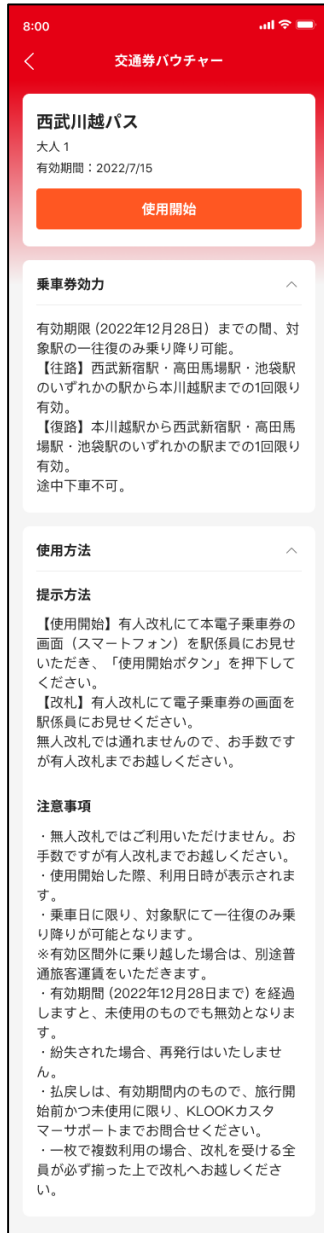 8:00
交通券バウチャー
西武川越パス
大人 1
有効期間：2022/7/15
使用開始
乗車券効力
有効期限 (2022年12月28日）までの間、対
象駅の一往復のみ乗り降り可能。
【往路】西武新宿駅・高田馬場駅・池袋駅
のいずれかの駅から本川越駅までの1回限り
有効。
【復路】本川越駅から西武新宿駅・高田馬
場駅・池袋駅のいずれかの駅までの1回限り
有効。
途中下車不可。
使用方法
提示方法
【使用開始】有人改札にて本電子乗車券の
画面（スマートフォン）を駅係員にお見せ
いただき、「使用開始ボタン」を押下して
ください。
【改札】有人改札にて電子乗車券の画面を
駅係員にお見せください。
無人改札では通れませんので、お手数です
が有人改札までお越しください。
注意事項
・無人改札ではご利用いただけません。お
手数ですが有人改札までお越しください。
・使用開始した際、利用日時が表示されま
す。
・乗車日に限り、対象駅にて一往復のみ乗
り降りが可能となります。
※有効区間外に乗り越した場合は、別途普
通旅客運賃をいただきます。
・有効期間 (2022年12月28日まで) を経過
しますと、未使用のものでも無効となりま
す。
・紛失された場合、再発行はいたしませ
ん。
・払戻しは、有効期間内のもので、旅行開
始前かつ未使用に限り、KLOOKカスタ
マーサポートまでお問合せください。
・一枚で複数利用の場合、改札を受ける全
員が必ず揃った上で改札へお越しくださ
い。